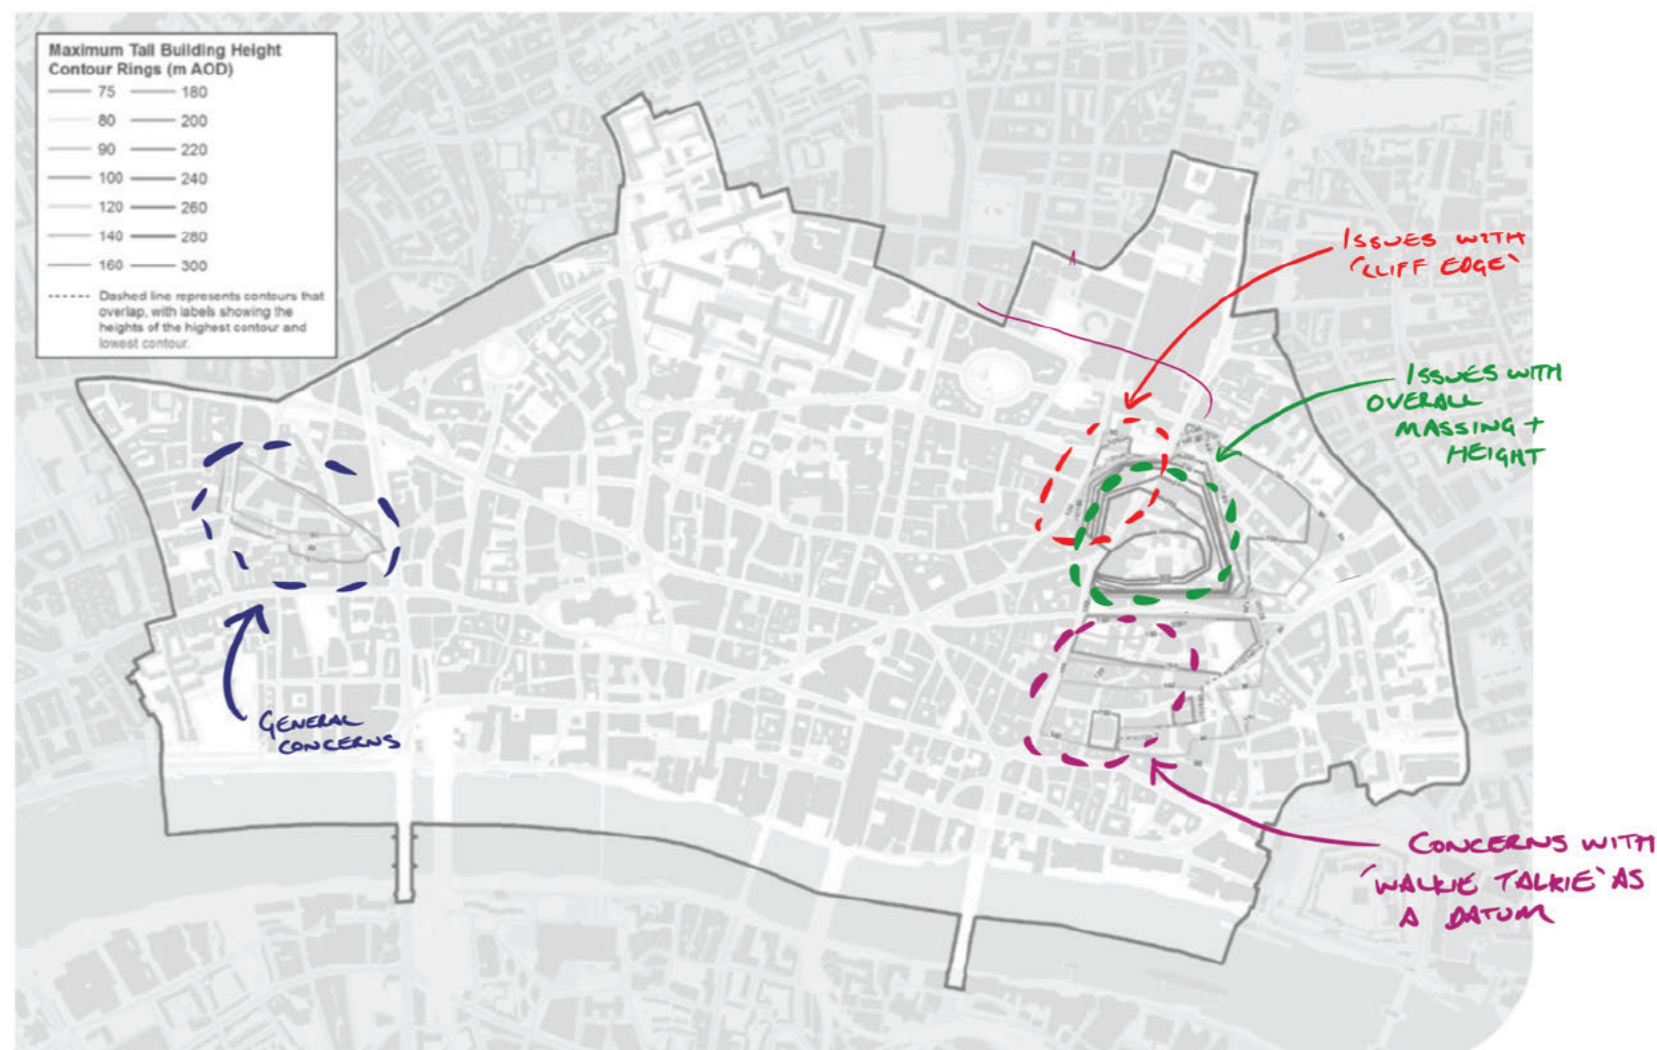 Maximum Tall Building Height
Contour Rings (m AOD)
75 180
80 200
90 220
100 240
120 260
140 280
160 300
Dashed line represents contours that
overlap, with labels showing the
heights of the highest contour and
lowest contour.
ISSUES WITH
'CLIFF EDGE'
ISSUES WITH
OVERALL
MASSING +
HEIGHT
GENERAL
CONCERNS
CONCERNS WITH
'WALKIE TALKIE' AS
A DATUM